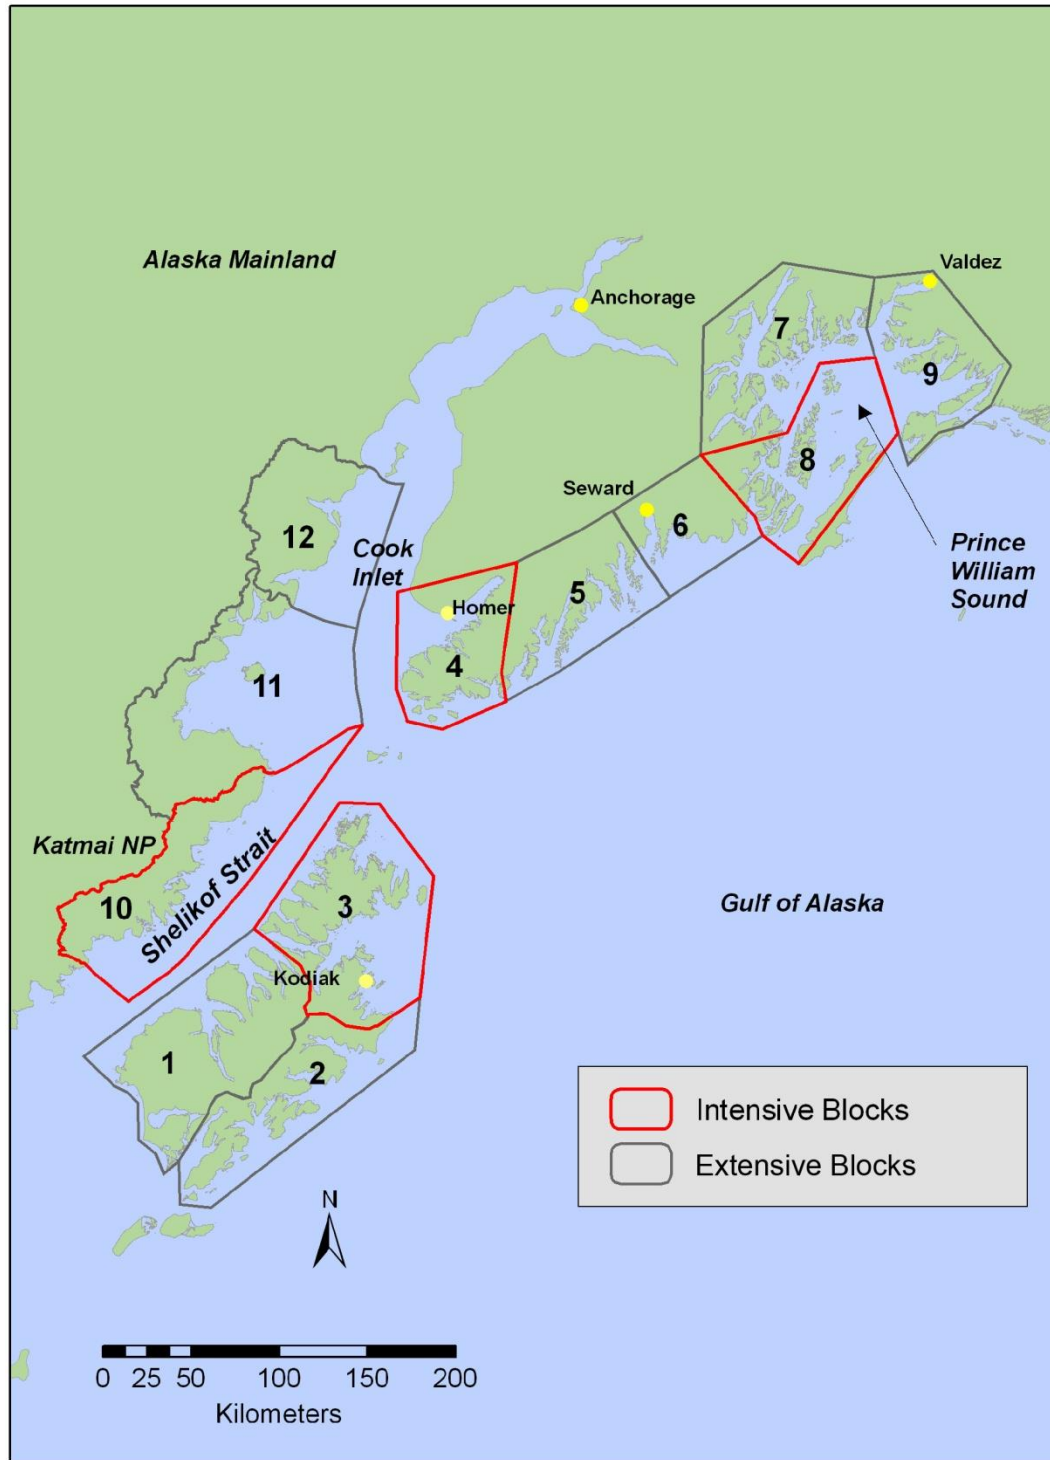 Alaska Mainland
Valdez
Anchorage
7
9
8
Seward
6
12
Cook
Inlet
Prince
William
Sound
Homer
5
4
11
Katmai NP
Shelikof Strait
10
3
Gulf of Alaska
Kodiak
1
2
Intensive Blocks
Extensive Blocks
N
0 25 50 100 150 200
Kilometers